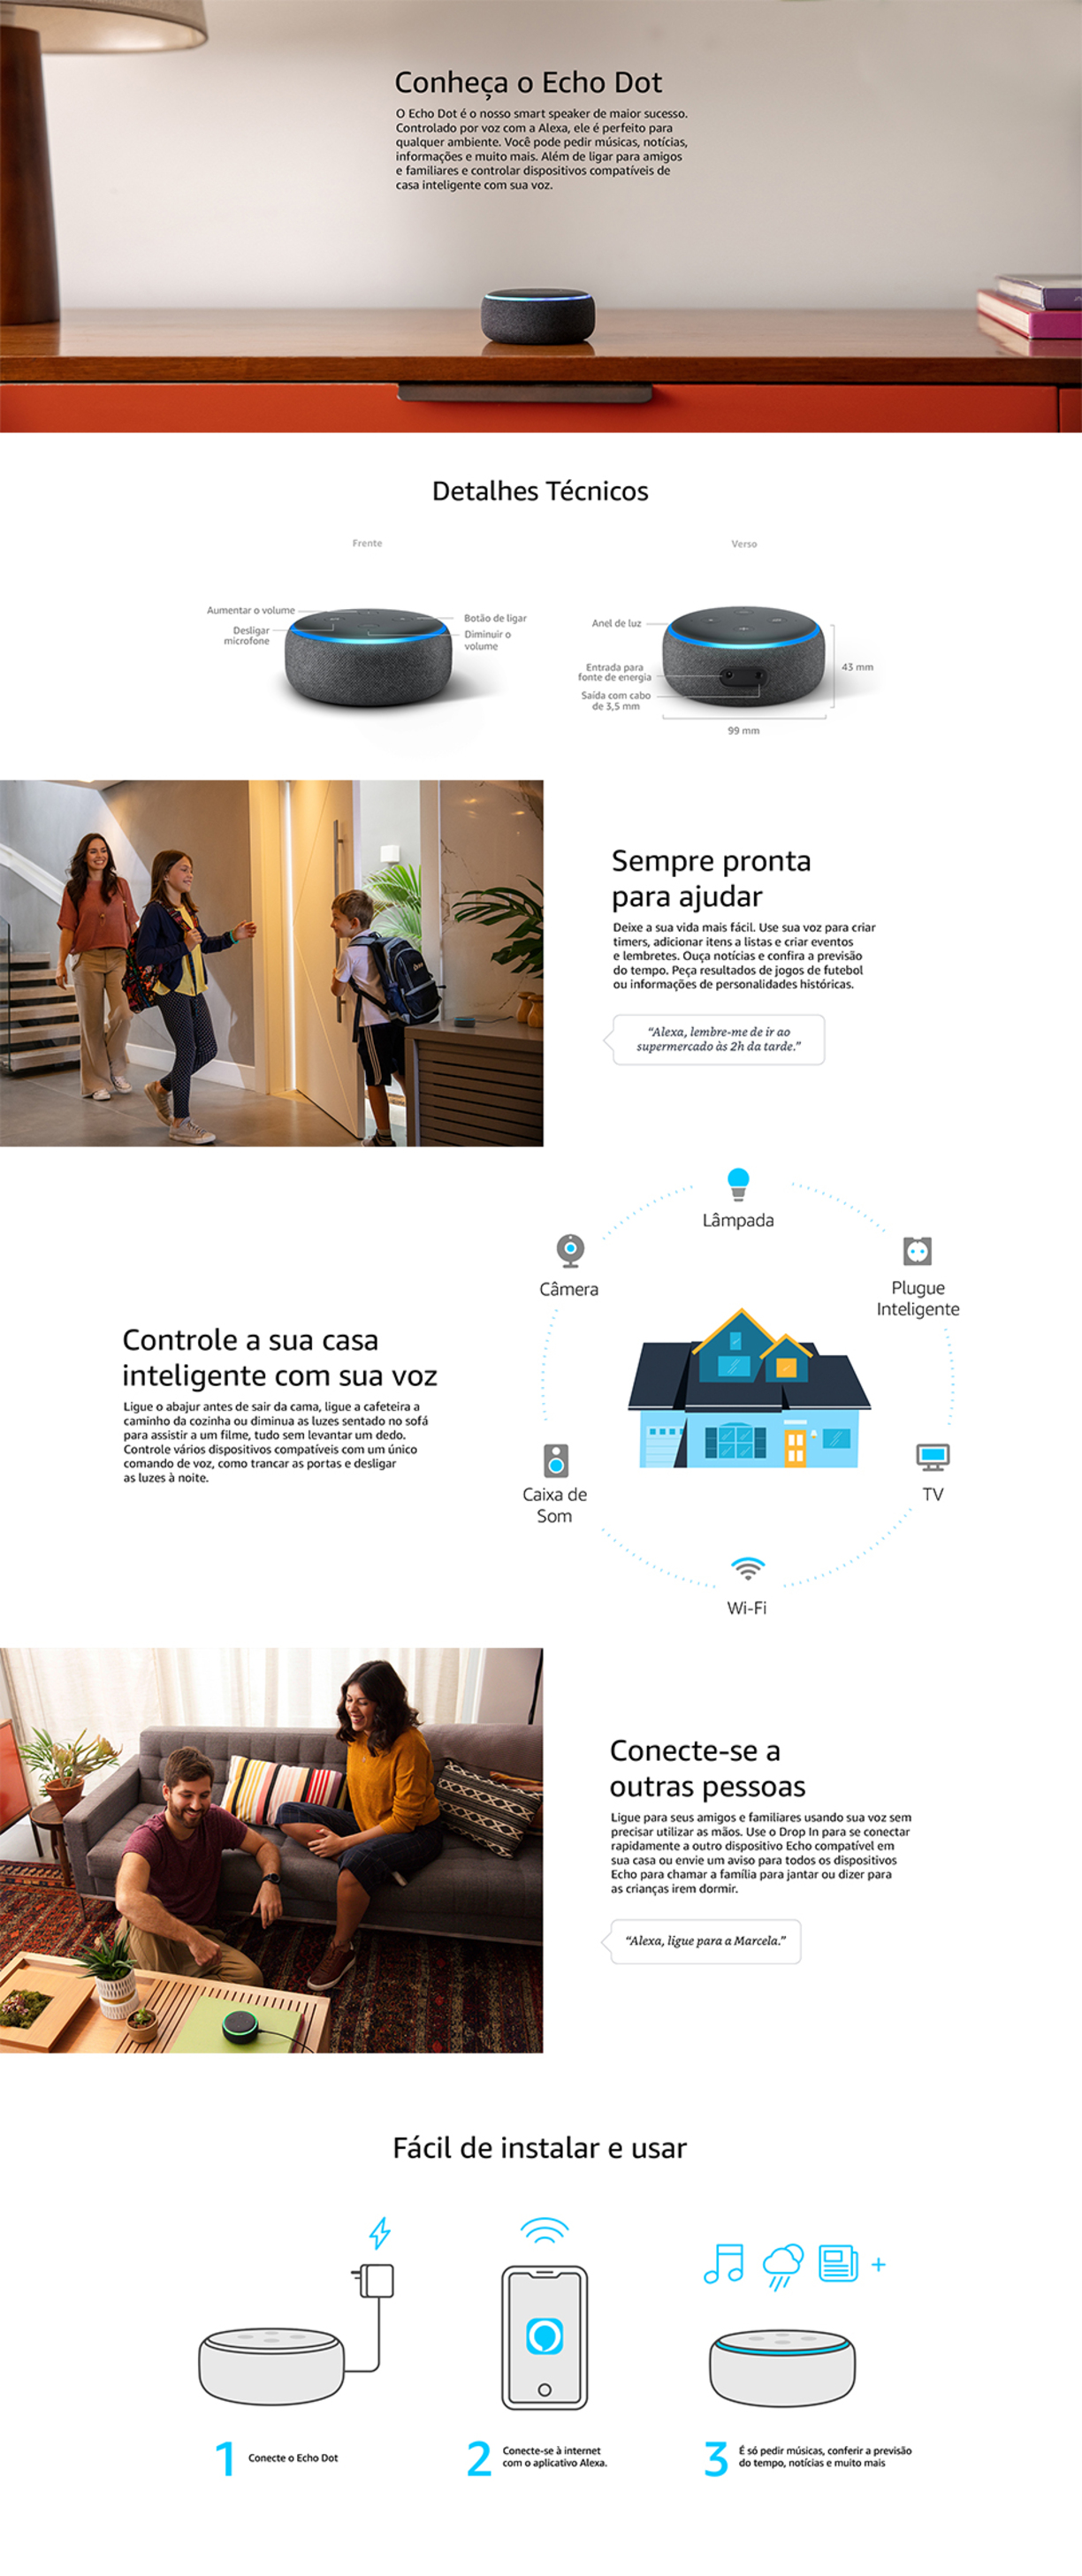 Conheça o Echo Dot
O Echo Dot é o nosso smart speaker de maior sucesso.
Controlado por voz com a Alexa, ele é perfeito para
qualquer ambiente. Você pode pedir músicas, notícias,
informações e muito mais. Além de ligar para amigos
e familiares e controlar dispositivos compatíveis de
casa inteligente com sua voz.
Detalhes Técnicos
Frente
Aumentar o volume
Desligar
microfone
Botão de ligar
Diminuir o
volume
Verso
Anel de luz
Entrada para
fonte de energia
Saída com cabo
de 3,5 mm
43 mm
99 mm
Sempre pronta
para ajudar
Deixe a sua vida mais fácil. Use sua voz para criar
timers, adicionar itens a listas e criar eventos
e lembretes. Ouça notícias e confira a previsão
do tempo. Peça resultados de jogos de futebol
ou informações de personalidades históricas.
“Alexa, lembre-me de ir ao
supermercado às 2h da tarde.”
Controle a sua casa
inteligente com sua voz
Ligue o abajur antes de sair da cama, ligue a cafeteira a
caminho da cozinha ou diminua as luzes sentado no sofá
para assistir a um filme, tudo sem levantar um dedo.
Controle vários dispositivos compatíveis com um único
comando de voz, como trancar as portas e desligar
as luzes à noite.
Lâmpada
Câmera
Plugue
Inteligente
Caixa de
Som
TV
Wi-Fi
Conecte-se a
outras pessoas
Ligue para seus amigos e familiares usando sua voz sem
precisar utilizar as mãos. Use o Drop In para se conectar
rapidamente a outro dispositivo Echo compatível em
sua casa ou envie um aviso para todos os dispositivos
Echo para chamar a família para jantar ou dizer para
as crianças irem dormir.
“Alexa, ligue para a Marcela.”
Fácil de instalar e usar
1 Conecte o Echo Dot
2 Conecte-se à internet
com o aplicativo Alexa.
3 É só pedir músicas, conferir a previsão
do tempo, notícias e muito mais